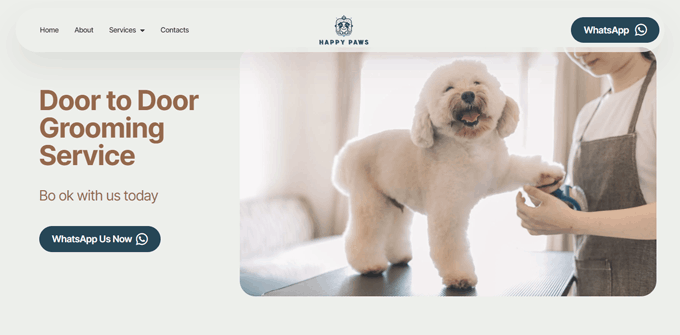 Home
About
Services
Contacts
HAPPY PAWS
WhatsApp
Door to Door
Grooming
Service
Bo ok with us today
WhatsApp Us Now